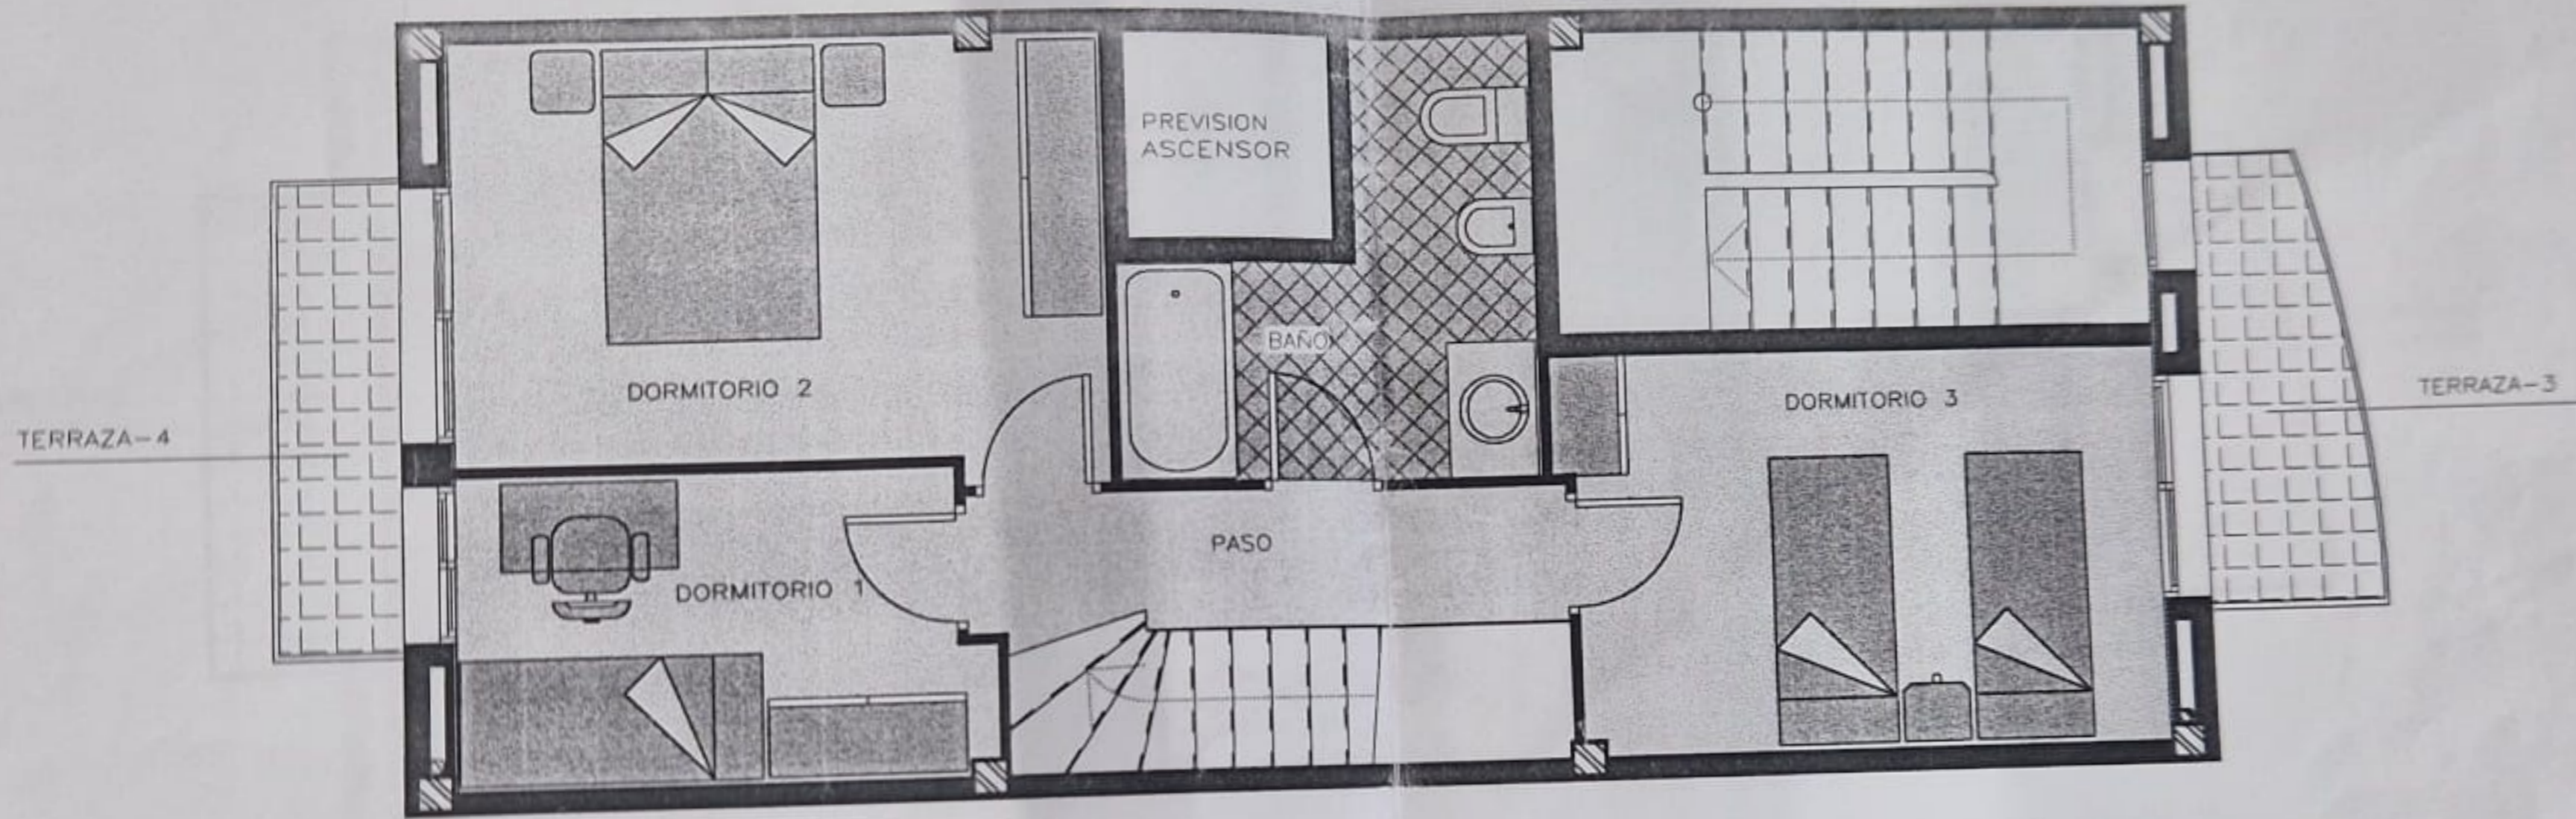 PREVISION
ASCENSOR
BAÑO
DORMITORIO 2
DORMITORIO 3
TERRAZA-3
TERRAZA-4
PASO
DORMITORIO 1